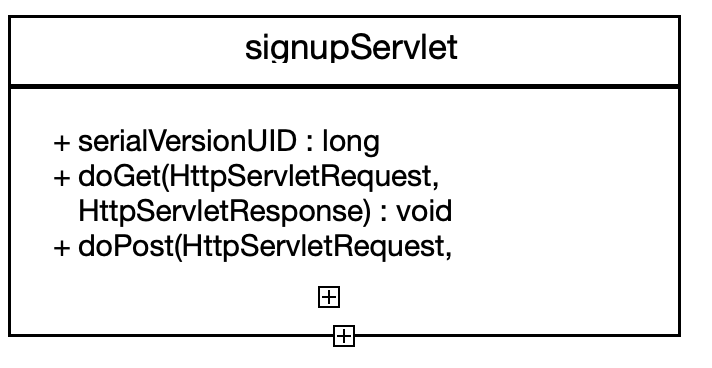 signupServlet
+ serialVersionUID : long
+ doGet(HttpServletRequest,
HttpServletResponse) : void
+ doPost(HttpServletRequest,